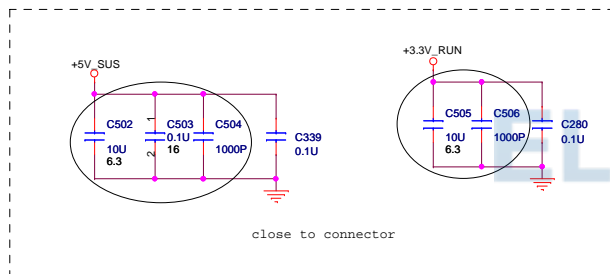 +5V_SUS
+3.3V_RUN
C502
10U
6.3
1
2
C503
0.1U
16
C504
1000P
C339
0.1U
C505
10U
6.3
C506
1000P
C280
0.1U
EL
close to connector